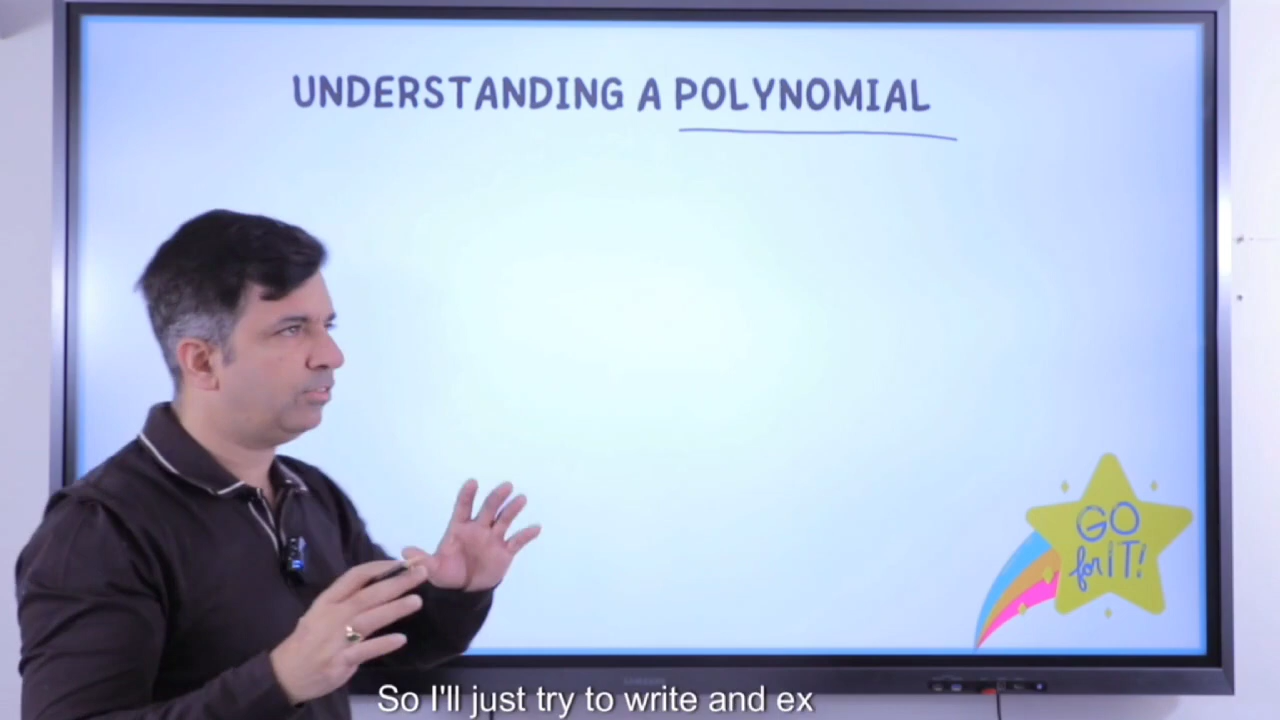 UNDERSTANDING A POLYNOMIAL
GO
for IT!
So I'll just try to write and ex